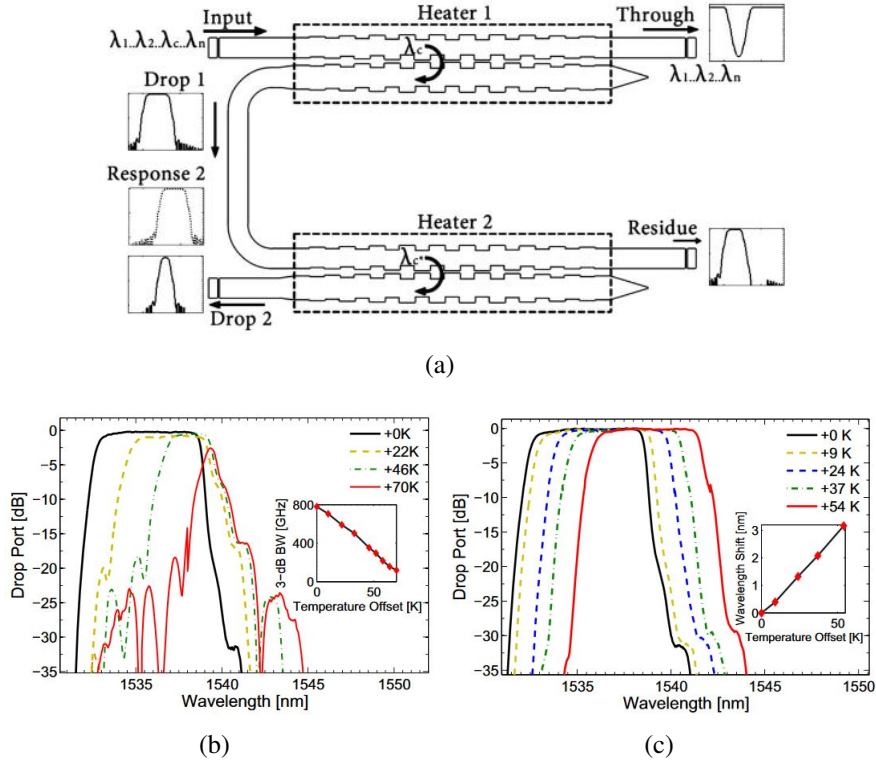 Input
Heater 1
Through
λ1..λ2..λc..λn
λc
λ1..λ2..λn
Drop 1
Response 2
Heater 2
Residue
λc*
Drop 2
(a)
0
−5
−10
−15
−20
−25
−30
−35
Drop Port [dB]
1535
1540
1545
1550
Wavelength [nm]
+0K
+22K
+46K
+70K
800
400
0
3-dB BW [GHz]
0
50
Temperature Offset [K]
(b)
0
−5
−10
−15
−20
−25
−30
−35
Drop Port [dB]
1535
1540
1545
1550
Wavelength [nm]
+0 K
+9 K
+24 K
+37 K
+54 K
3
2
1
0
Wavelength Shift [nm]
0
50
Temperature Offset [K]
(c)